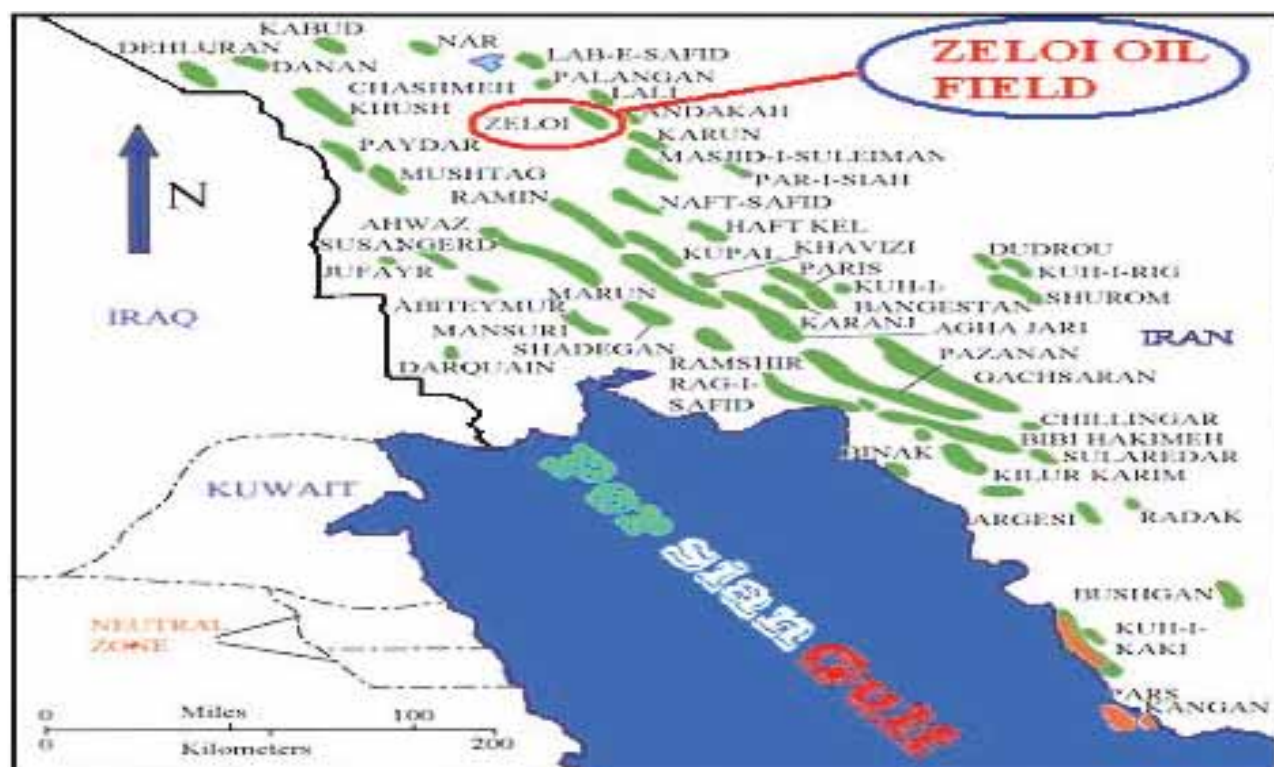 KABUD
DEHLURAN
DANAN
NAR
LAB-E-SAFID
PALANGAN
LALI
ZELOI OIL
FIELD
CHASHMEH
KHUSH
ZELOI
ANDAKAH
KARUN
PAYDAR
MASJID-I-SULEIMAN
PAR-I-SIAH
MUSHTAG
RAMIN
NAFT-SAFID
N
HAFT KEL
AHWAZ
SUSANGERD
KUPAL
KHAVIZI
DUDROU
JUFAYR
PARIS
KUH-I-RIG
KUH-I-
BANGESTAN
SHUROM
ABITEYMUR
MARUN
IRAQ
MANSURI
KARANJ
AGHA JARI
IRAN
SHADEGAN
PAZANAN
DARQUAIN
RAMSHIR
GACHSARAN
RAG-I-
SAFID
CHILLINGAR
BIBI HAKIMEH
SULAREDAR
KILUR KARIM
KUWAIT
ARGESI
RADAK
Persian Gulf
BUSHGAN
NEUTRAL
ZONE
KUH-I-
KAKI
PARS
KANGAN
0 Miles 100
0 Kilometers 200